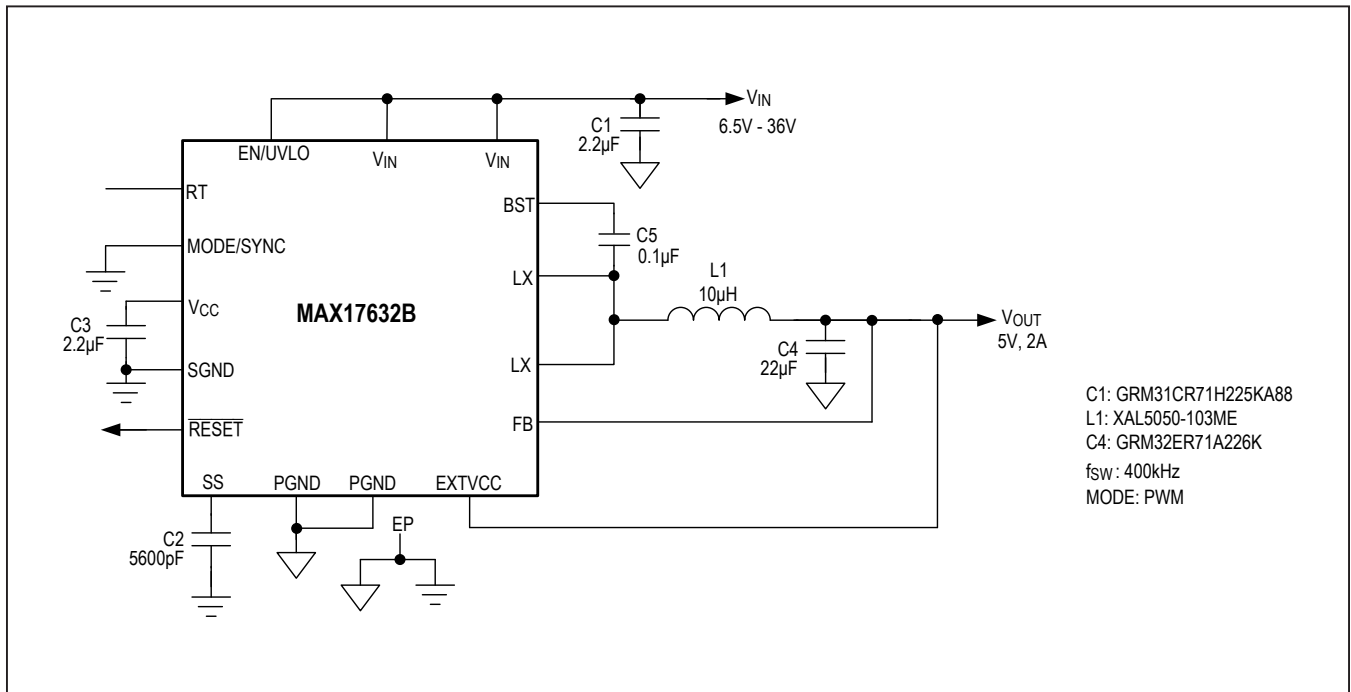 VIN
6.5V - 36V
C1
2.2µF
EN/UVLO
VIN
VIN
RT
BST
MODE/SYNC
C5
0.1µF
LX
L1
10µH
VCC
MAX17632B
C3
2.2µF
VOUT
5V, 2A
C4
22µF
SGND
LX
C1: GRM31CR71H225KA88
L1: XAL5050-103ME
C4: GRM32ER71A226K
fSW : 400kHz
MODE: PWM
RESET
FB
SS
PGND
PGND
EXTVCC
EP
C2
5600pF